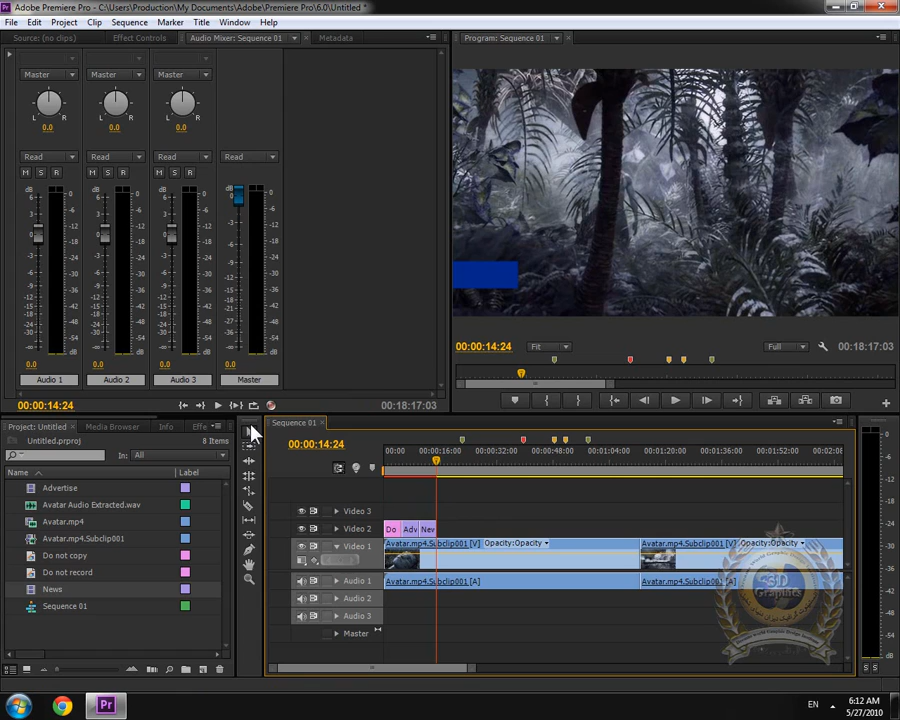 Adobe Premiere Pro - C:\Users\Production\My Documents\Adobe\Premiere Pro\6.0\Untitled *
File Edit Project Clip Sequence Marker Title Window Help
Source: (no clips) Effect Controls Audio Mixer: Sequence 01 Metadata
Program: Sequence 01
Master Master Master
L R L R L R
0.0 0.0 0.0
Read Read Read Read
M S R M S R M S R
0.0 0.0 0.0 0.0
Audio 1 Audio 2 Audio 3 Master
00:00:14:24 00:18:17:03
00:00:14:24 Fit Full 00:18:17:03
Project: Untitled Media Browser Info Effe
Untitled.prproj 8 Items
In: All
Name Label
Advertise
Avatar Audio Extracted.wav
Avatar.mp4
Avatar.mp4.Subclip001
Do not copy
Do not record
News
Sequence 01
Sequence 01
00:00:14:24
00:00 00:00:16:00 00:00:32:00 00:00:48:00 00:01:04:00 00:01:20:00 00:01:36:00 00:01:52:00 00:02:0
Video 3
Video 2 Do Adv Nev
Video 1 Avatar.mp4.Subclip001 [V] Opacity:Opacity Avatar.mp4.Subclip001 [V] Opacity:Opacity
Audio 1 Avatar.mp4.Subclip001 [A] Avatar.mp4.Subclip001 [A]
Audio 2
Audio 3
Master
S3D
Graphics
S S
EN 6:12 AM
5/27/2010